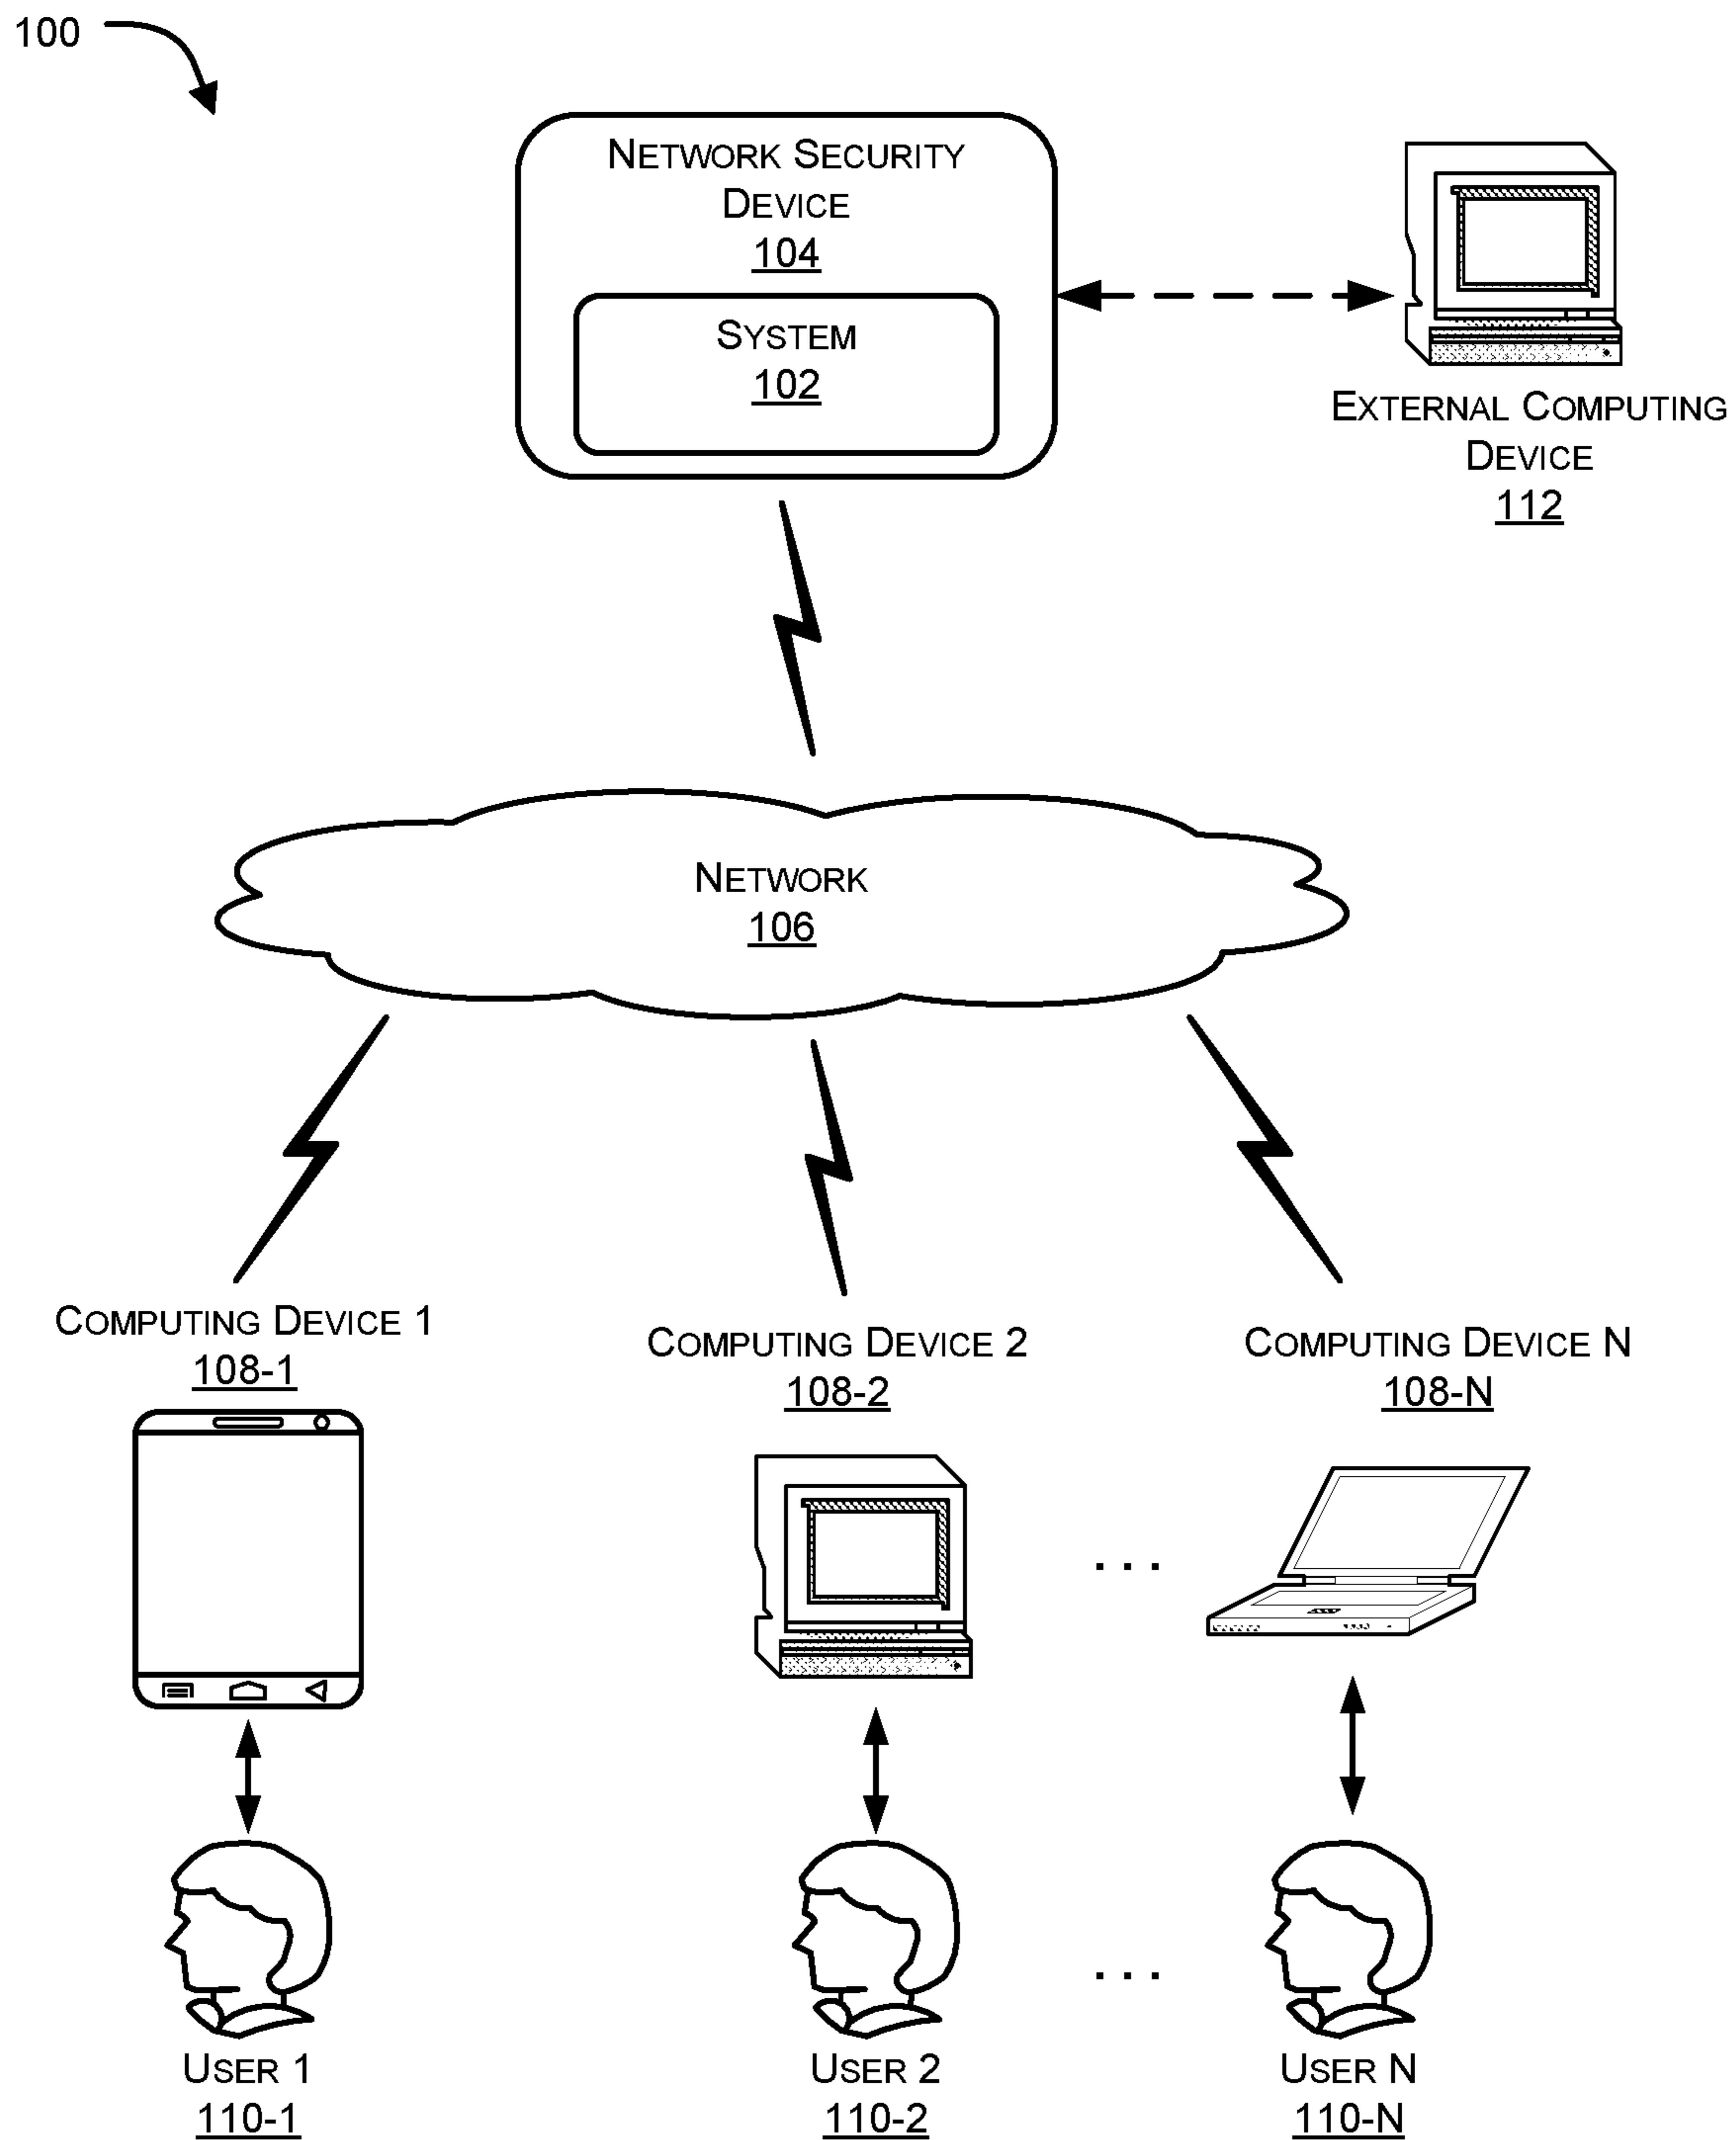 100
NETWORK SECURITY
DEVICE
104
SYSTEM
102
EXTERNAL COMPUTING
DEVICE
112
NETWORK
106
COMPUTING DEVICE 1
108-1
COMPUTING DEVICE 2
108-2
COMPUTING DEVICE N
108-N
...
USER 1
110-1
USER 2
110-2
...
USER N
110-N